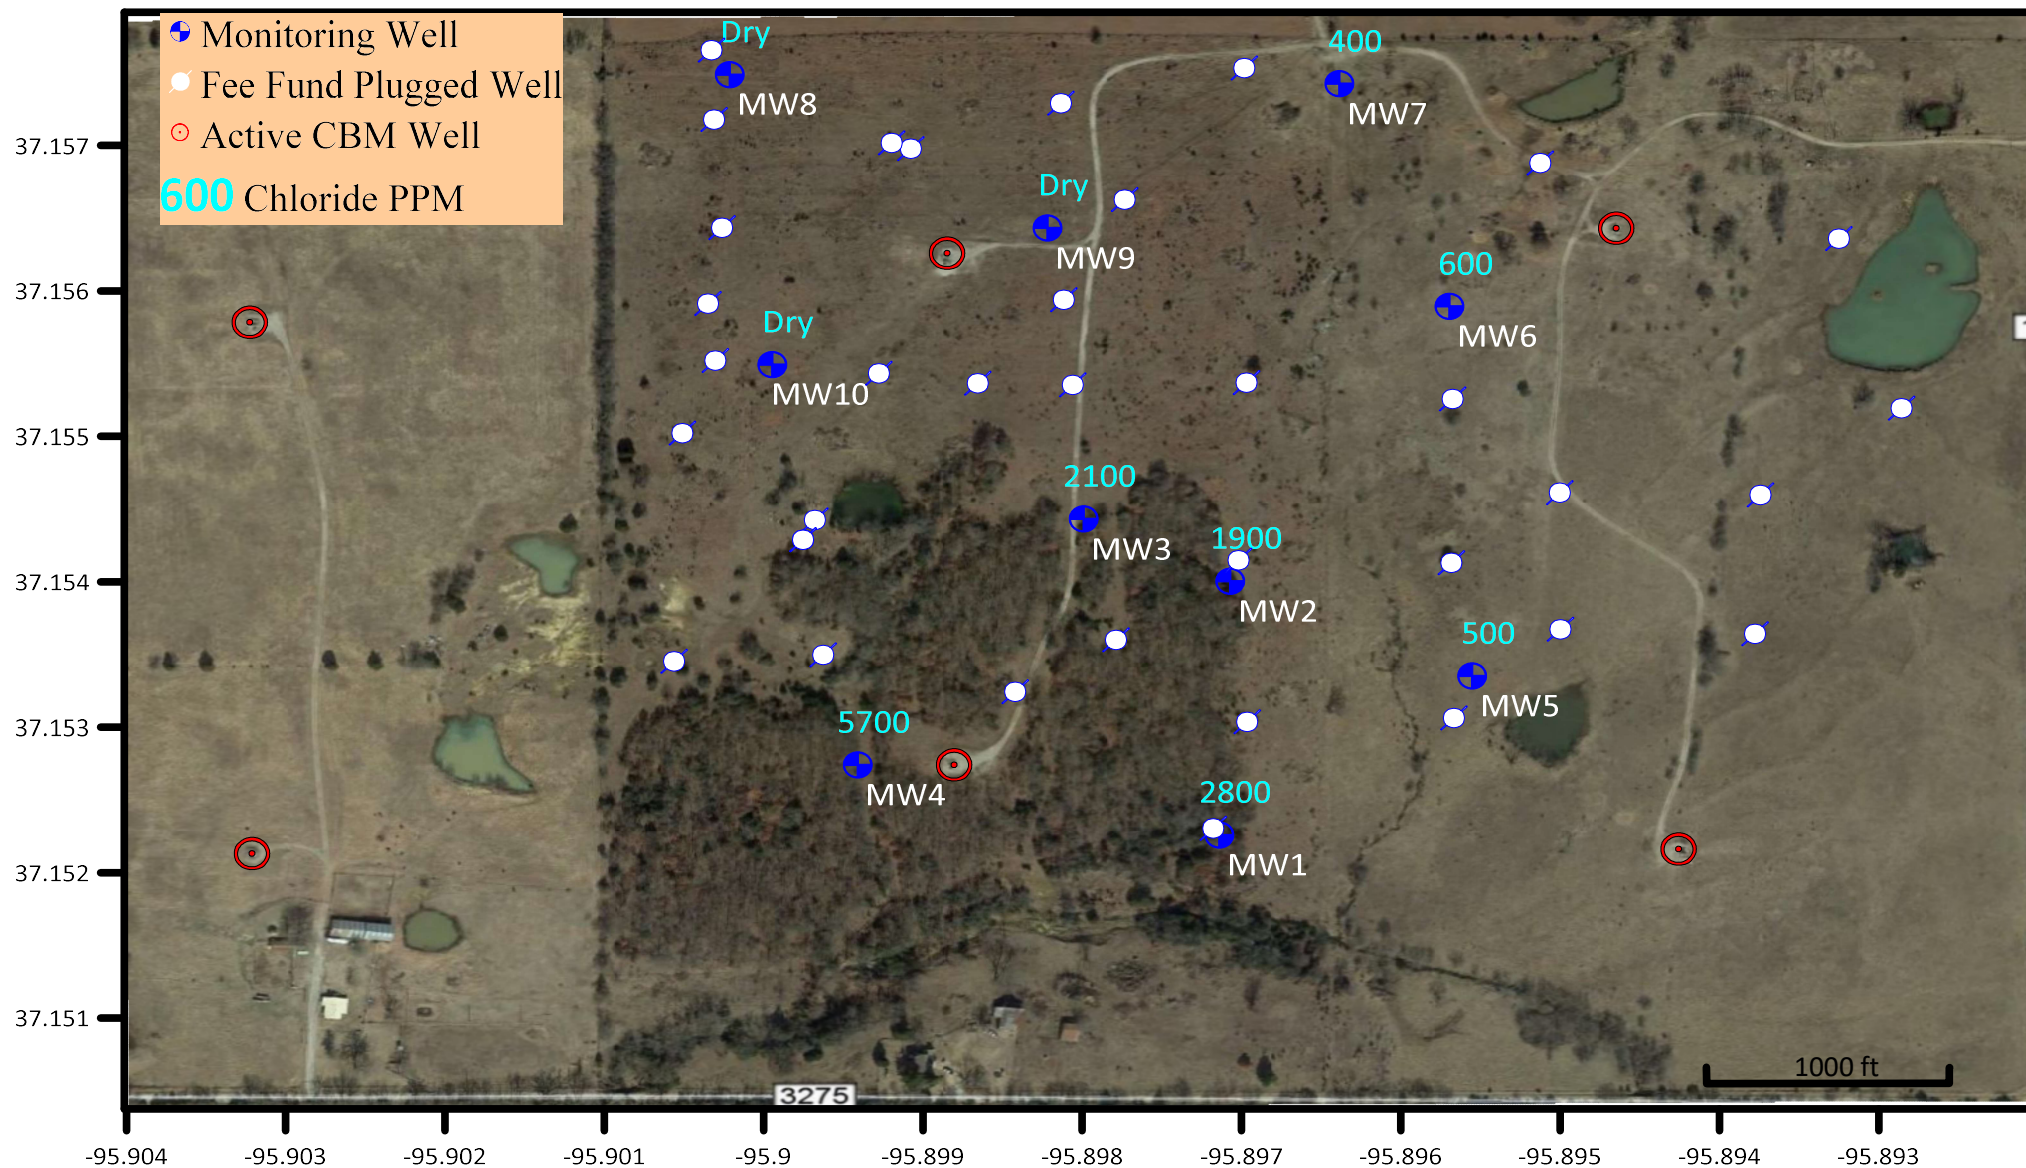 Monitoring Well
Fee Fund Plugged Well
Active CBM Well
600 Chloride PPM
Dry
MW8
400
MW7
Dry
MW9
600
MW6
Dry
MW10
2100
MW3
1900
MW2
500
MW5
5700
MW4
2800
MW1
37.157
37.156
37.155
37.154
37.153
37.152
37.151
1000 ft
3275
-95.904
-95.903
-95.902
-95.901
-95.9
-95.899
-95.898
-95.897
-95.896
-95.895
-95.894
-95.893